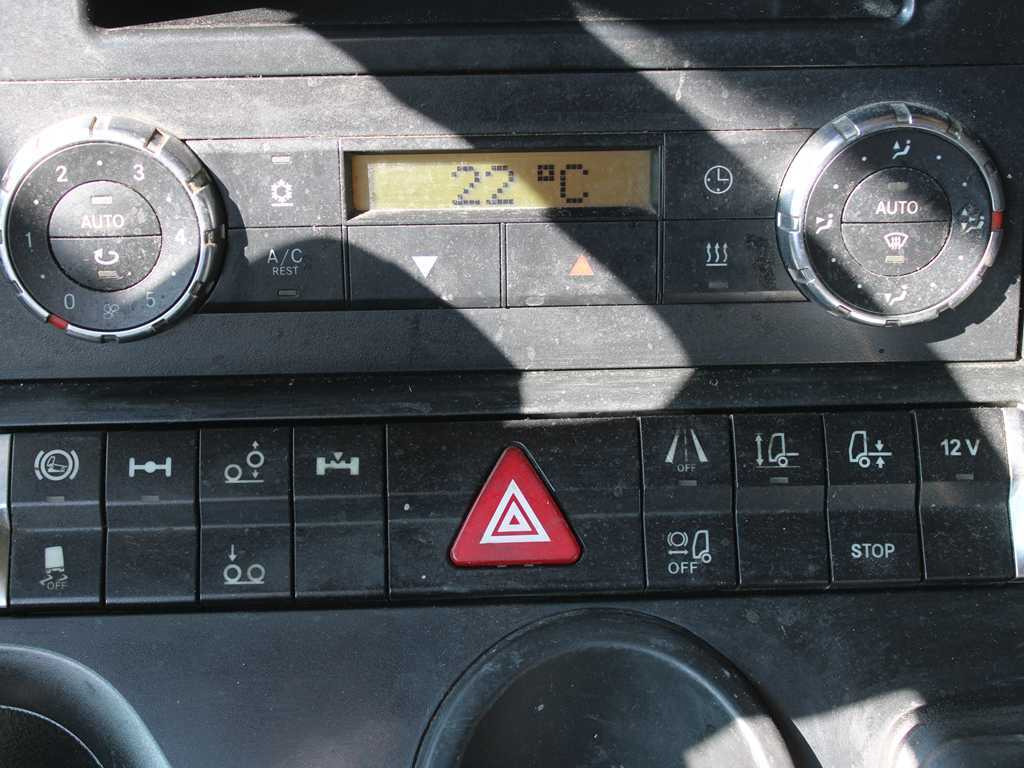 22 °C
2 3
AUTO
1 4
0 5
A/C
REST
AUTO
OFF
12 V
OFF
OFF
STOP